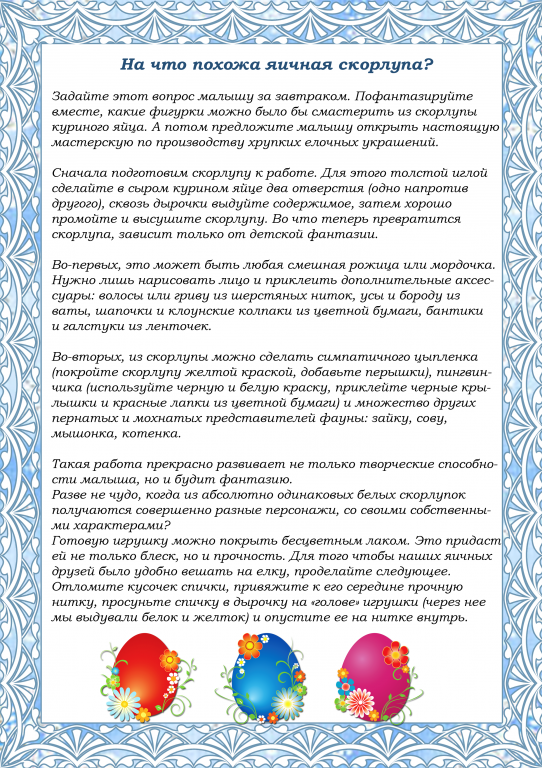 На что похожа яичная скорлупа?
Задайте этот вопрос малышу за завтраком. Пофантазируйте
вместе, какие фигурки можно было бы смастерить из скорлупы
куриного яйца. А потом предложите малышу открыть настоящую
мастерскую по производству хрупких елочных украшений.
Сначала подготовим скорлупу к работе. Для этого толстой иглой
сделайте в сыром курином яйце два отверстия (одно напротив
другого), сквозь дырочки выдуйте содержимое, затем хорошо
промойте и высушите скорлупу. Во что теперь превратится
скорлупа, зависит только от детской фантазии.
Во-первых, это может быть любая смешная рожица или мордочка.
Нужно лишь нарисовать лицо и приклеить дополнительные аксес-
суары: волосы или гриву из шерстяных ниток, усы и бороду из
ваты, шапочки и клоунские колпаки из цветной бумаги, бантики
и галстуки из ленточек.
Во-вторых, из скорлупы можно сделать симпатичного цыпленка
(покройте скорлупу желтой краской, добавьте перышки), пингвин-
чика (используйте черную и белую краску, приклейте черные кры-
лышки и красные лапки из цветной бумаги) и множество других
пернатых и мохнатых представителей фауны: зайку, сову,
мышонка, котенка.
Такая работа прекрасно развивает не только творческие способно-
сти малыша, но и будит фантазию.
Разве не чудо, когда из абсолютно одинаковых белых скорлупок
получаются совершенно разные персонажи, со своими собственны-
ми характерами?
Готовую игрушку можно покрыть бесцветным лаком. Это придаст
ей не только блеск, но и прочность. Для того чтобы наших яичных
друзей было удобно вешать на елку, проделайте следующее.
Отломите кусочек спички, привяжите к его середине прочную
нитку, просуньте спичку в дырочку на «голове» игрушки (через нее
мы выдували белок и желток) и опустите ее на нитке внутрь.